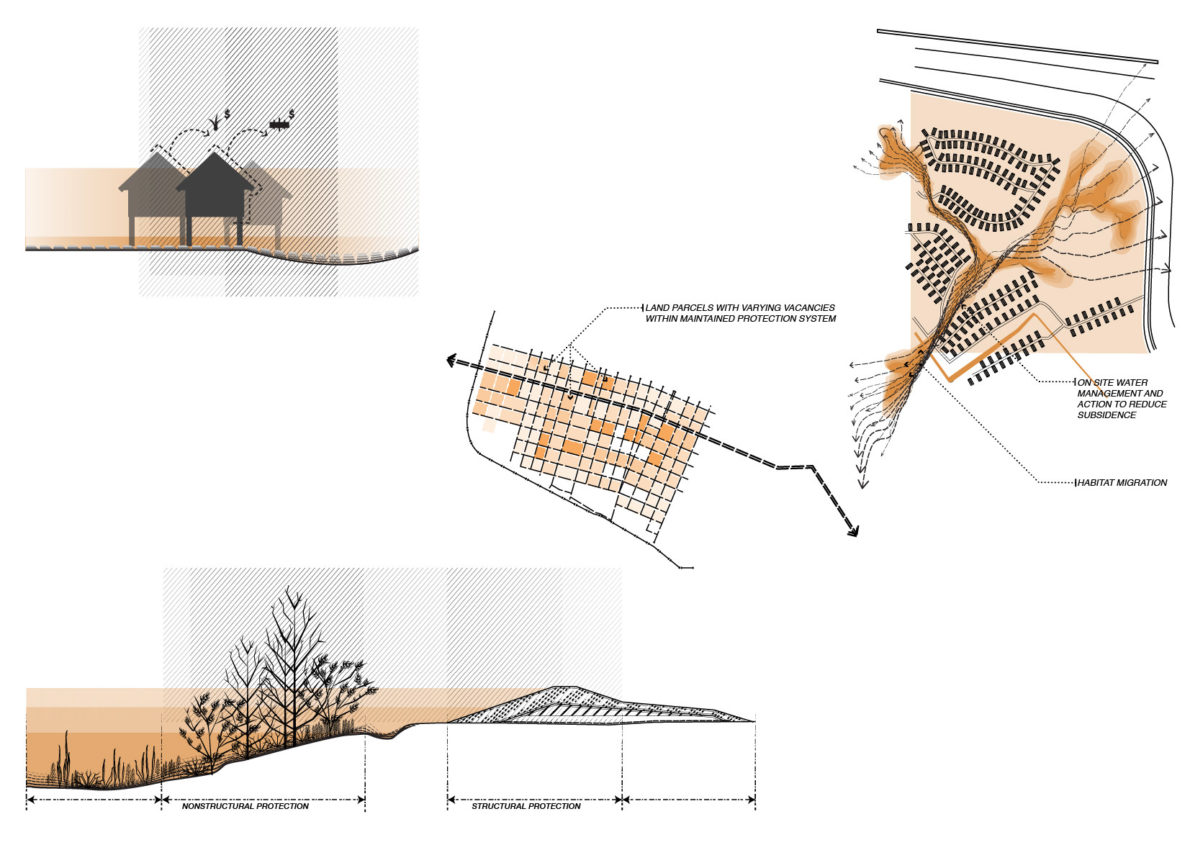 $
$
LAND PARCELS WITH VARYING VACANCIES
WITHIN MAINTAINED PROTECTION SYSTEM
ON SITE WATER
MANAGEMENT AND
ACTION TO REDUCE
SUBSIDENCE
HABITAT MIGRATION
NONSTRUCTURAL PROTECTION
STRUCTURAL PROTECTION